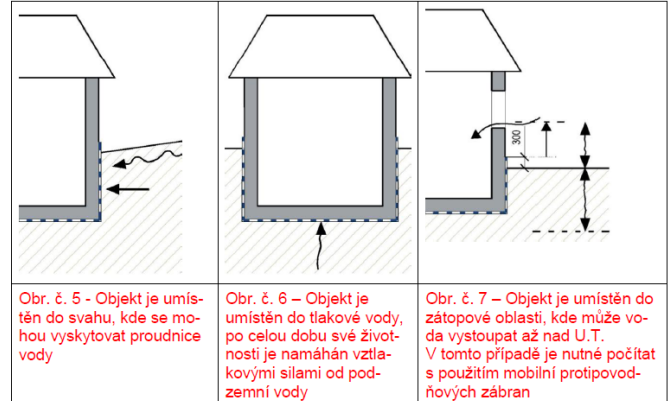 300
Obr. č. 5 - Objekt je umís-
těn do svahu, kde se mo-
hou vyskytovat proudnice
vody
Obr. č. 6 – Objekt je
umístěn do tlakové vody,
po celou dobu své život-
nosti je namáhán vztla-
kovými silami od pod-
zemní vody
Obr. č. 7 – Objekt je umístěn do
zátopové oblasti, kde může vo-
da vystoupat až nad U.T.
V tomto případě je nutné počítat
s použitím mobilní protipovod-
ňových zábran